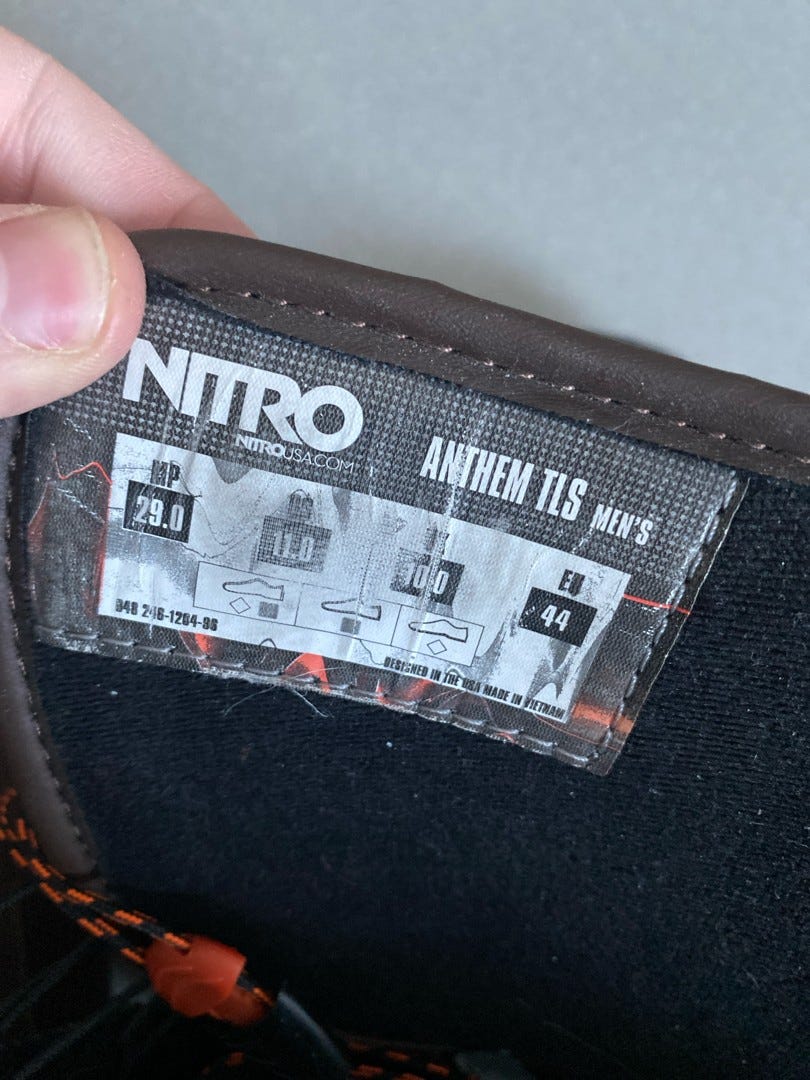 NITRO
NITROUSA.COM
ANTHEM TLS MEN'S
MP
29.0
US
11.0
10.0
EU
44
DESIGNED IN THE USA MADE IN VIETNAM